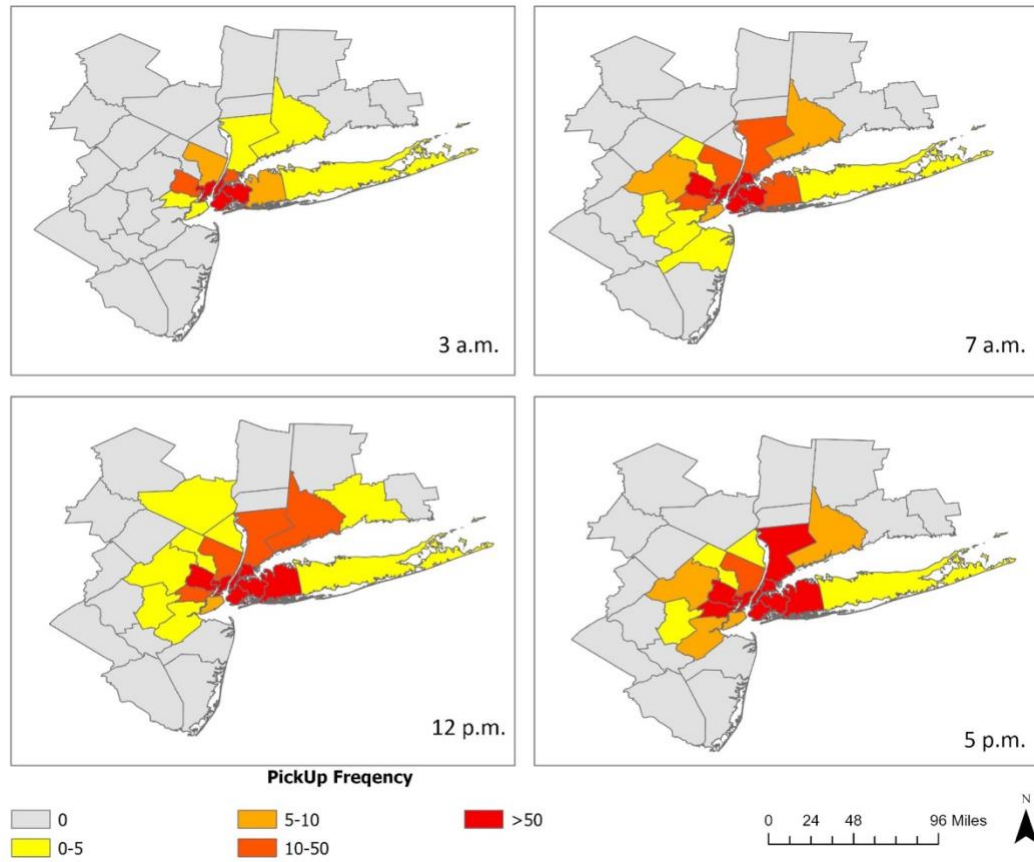 3 a.m.
7 a.m.
12 p.m.
5 p.m.
PickUp Freqency
0
5-10
>50
0-5
10-50
0 24 48 96 Miles
N